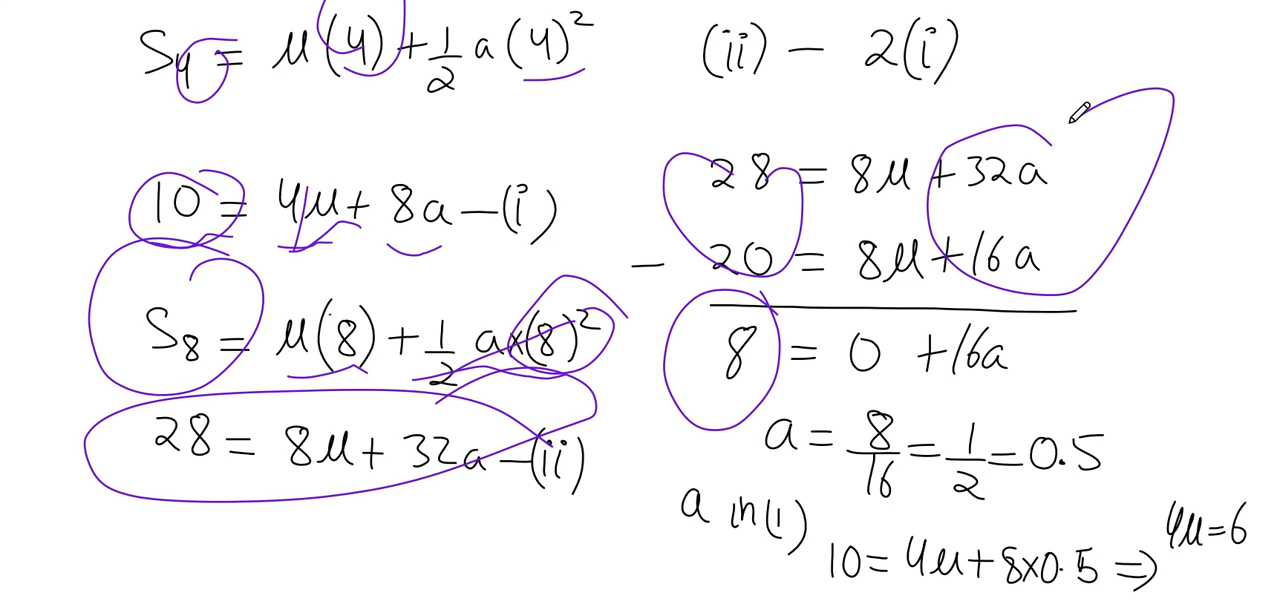 S₄ = u(4) + 1/2 a(4)²
10 = 4u + 8a – (i)
S₈ = u(8) + 1/2 a×(8)²
28 = 8u + 32a – (ii)
(ii) – 2(i)
28 = 8u + 32a
– 20 = 8u + 16a
8 = 0 + 16a
a = 8/16 = 1/2 = 0.5
a in (i)
10 = 4u + 8×0.5 ⇒ 4u = 6